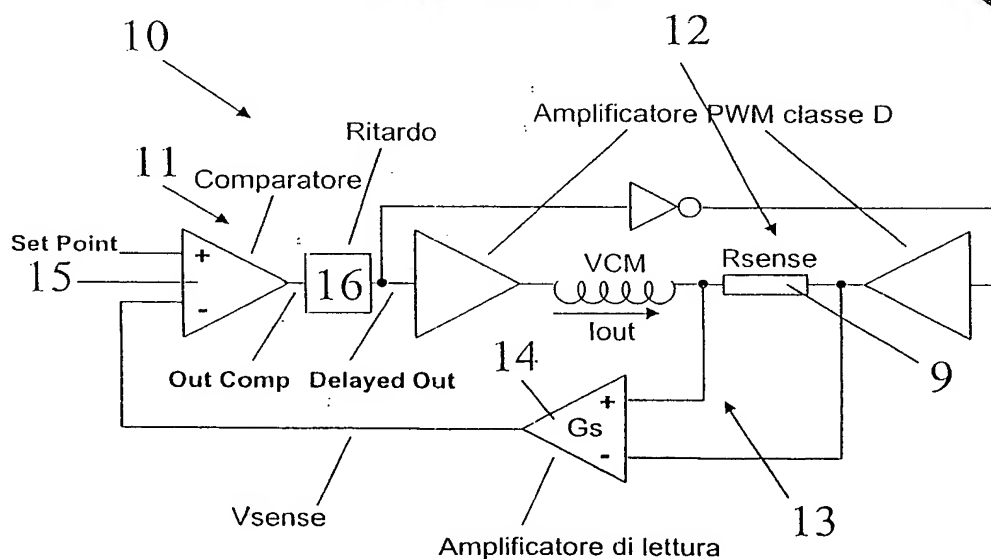 10
12
Amplificatore PWM classe D
Ritardo
11
Comparatore
Set Point
15
+
-
16
VCM
Rsense
Iout
Out Comp
Delayed Out
14
9
+
Gs
-
13
Vsense
Amplificatore di lettura